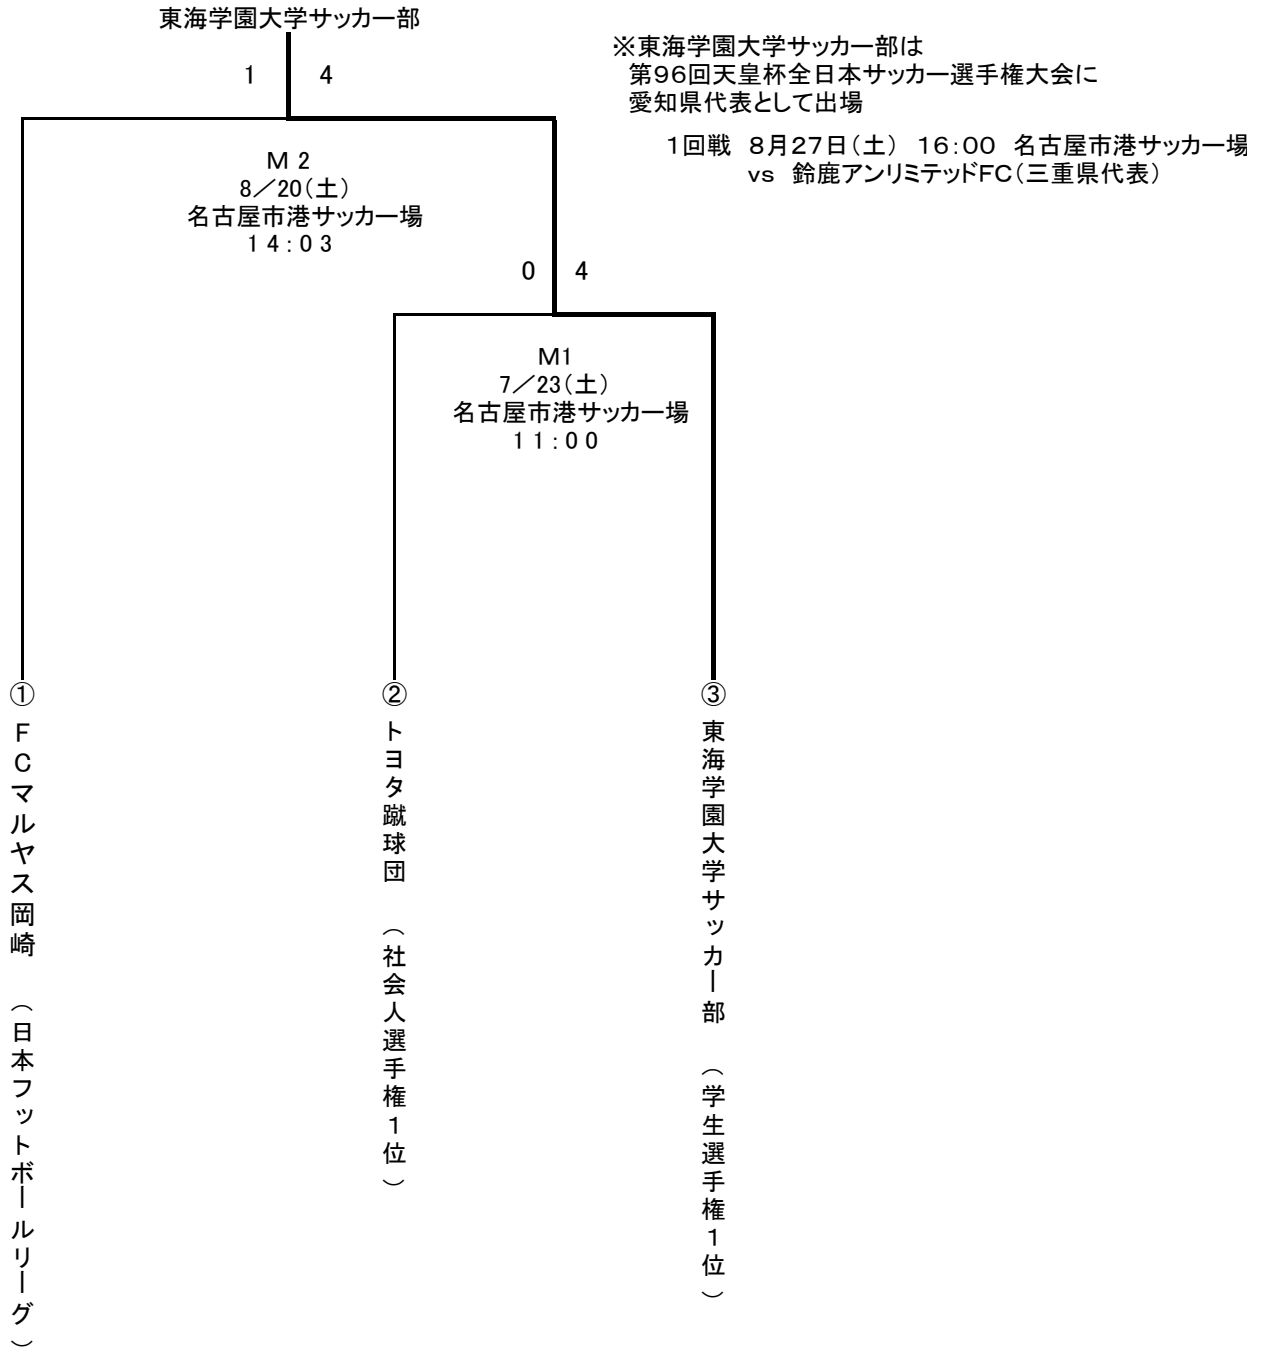 東海学園大学サッカー部
1 4
※東海学園大学サッカー部は
第96回天皇杯全日本サッカー選手権大会に
愛知県代表として出場
1回戦 8月27日(土) 16:00 名古屋市港サッカー場
vs 鈴鹿アンリミテッドFC(三重県代表)
M 2
8/20(土)
名古屋市港サッカー場
14:03
0 4
M1
7/23(土)
名古屋市港サッカー場
11:00
① FCマルヤス岡崎 (日本フットボールリーグ)
② トヨタ蹴球団 (社会人選手権1位)
③ 東海学園大学サッカー部 (学生選手権1位)